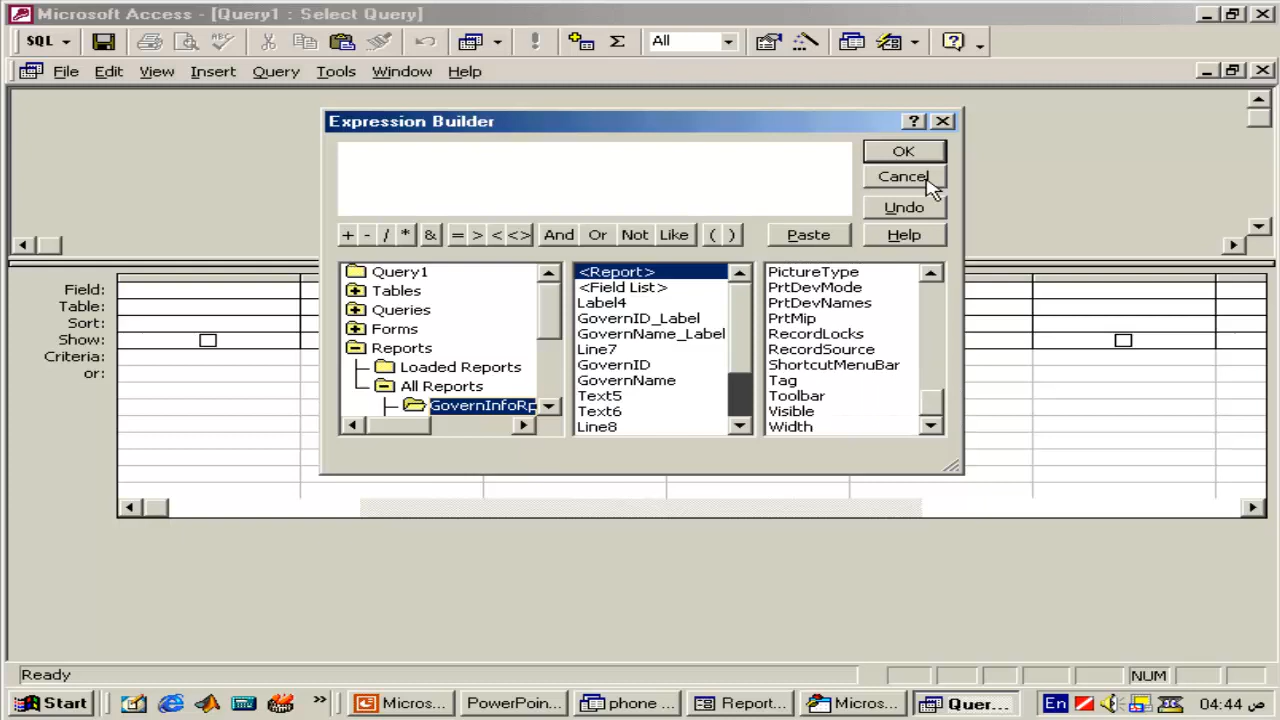 Microsoft Access - [Query1 : Select Query]
SQL All
File Edit View Insert Query Tools Window Help
Expression Builder
OK
Cancel
Undo
+ - / * & = > < <> And Or Not Like ( ) Paste Help
Query1
Tables
Queries
Forms
Reports
Loaded Reports
All Reports
GovernInfoRp
<Report>
<Field List>
Label4
GovernID_Label
GovernName_Label
Line7
GovernID
GovernName
Text5
Text6
Line8
PictureType
PrtDevMode
PrtDevNames
PrtMip
RecordLocks
RecordSource
ShortcutMenuBar
Tag
Toolbar
Visible
Width
Field:
Table:
Sort:
Show:
Criteria:
or:
Ready NUM
Start » Micros... PowerPoin... phone ... Report... Micros... Quer... En 04:44 ص